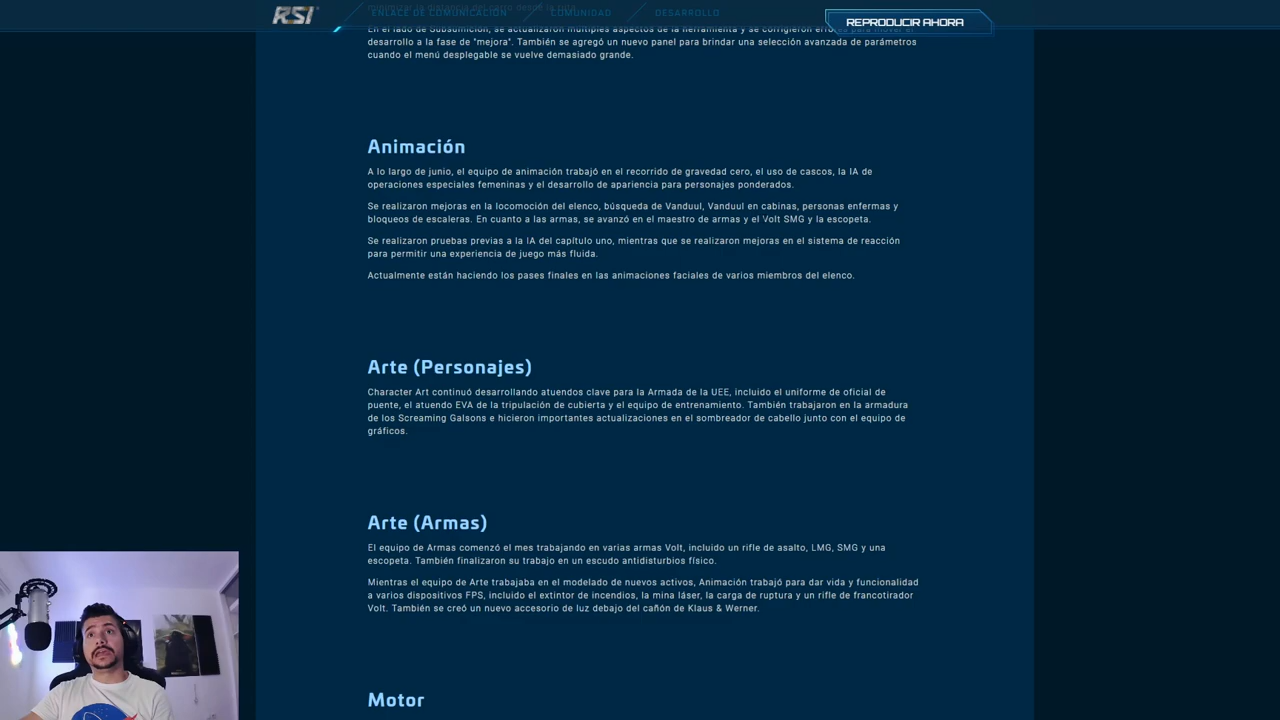 minimizar la distancia de carro desde la pila.
RSI
ENLACE DE COMUNICACIÓN
COMUNIDAD
DESARROLLO
REPRODUCIR AHORA
En el lado de Subsumición, se actualizaron múltiples aspectos de la herramienta y se corrigieron errores para mover el
desarrollo a la fase de "mejora". También se agregó un nuevo panel para brindar una selección avanzada de parámetros
cuando el menú desplegable se vuelve demasiado grande.
Animación
A lo largo de junio, el equipo de animación trabajó en el recorrido de gravedad cero, el uso de cascos, la IA de
operaciones especiales femeninas y el desarrollo de apariencia para personajes ponderados.
Se realizaron mejoras en la locomoción del elenco, búsqueda de Vanduul, Vanduul en cabinas, personas enfermas y
bloqueos de escaleras. En cuanto a las armas, se avanzó en el maestro de armas y el Volt SMG y la escopeta.
Se realizaron pruebas previas a la IA del capítulo uno, mientras que se realizaron mejoras en el sistema de reacción
para permitir una experiencia de juego más fluida.
Actualmente están haciendo los pases finales en las animaciones faciales de varios miembros del elenco.
Arte (Personajes)
Character Art continuó desarrollando atuendos clave para la Armada de la UEE, incluido el uniforme de oficial de
puente, el atuendo EVA de la tripulación de cubierta y el equipo de entrenamiento. También trabajaron en la armadura
de los Screaming Galsons e hicieron importantes actualizaciones en el sombreador de cabello junto con el equipo de
gráficos.
Arte (Armas)
El equipo de Armas comenzó el mes trabajando en varias armas Volt, incluido un rifle de asalto, LMG, SMG y una
escopeta. También finalizaron su trabajo en un escudo antidisturbios físico.
Mientras el equipo de Arte trabajaba en el modelado de nuevos activos, Animación trabajó para dar vida y funcionalidad
a varios dispositivos FPS, incluido el extintor de incendios, la mina láser, la carga de ruptura y un rifle de francotirador
Volt. También se creó un nuevo accesorio de luz debajo del cañón de Klaus & Werner.
Motor